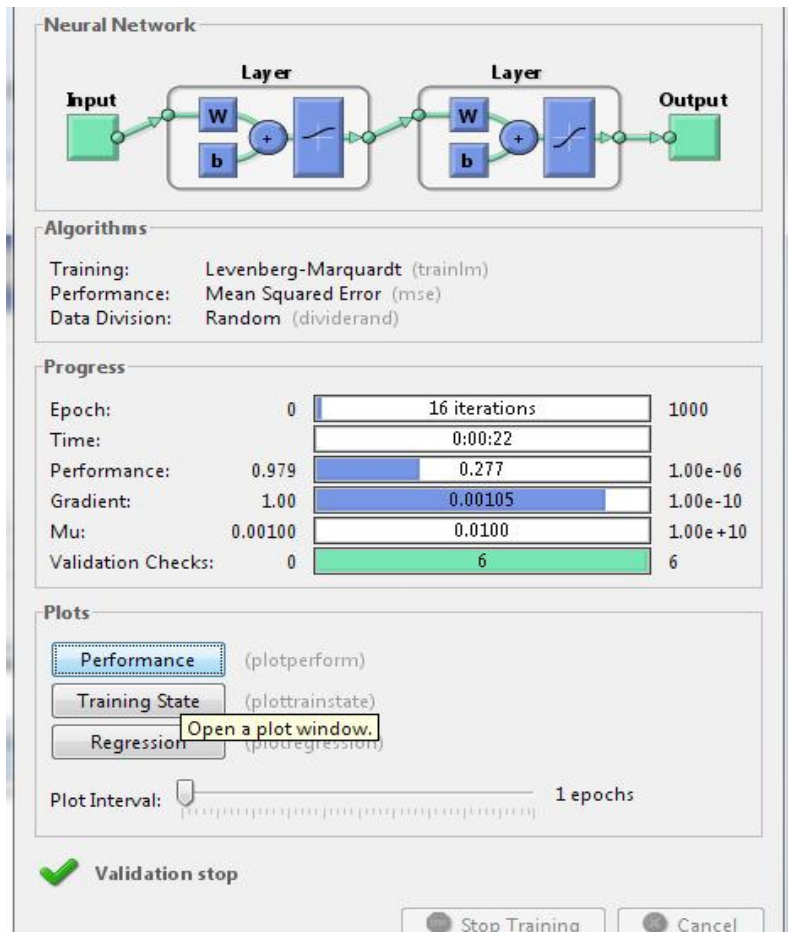 Neural Network
Layer Layer
Input Output
W W
+ +
b b
Algorithms
Training: Levenberg-Marquardt (trainlm)
Performance: Mean Squared Error (mse)
Data Division: Random (dividerand)
Progress
Epoch: 0 16 iterations 1000
Time: 0:00:22
Performance: 0.979 0.277 1.00e-06
Gradient: 1.00 0.00105 1.00e-10
Mu: 0.00100 0.0100 1.00e+10
Validation Checks: 0 6 6
Plots
Performance (plotperform)
Training State (plottrainstate)
Open a plot window.
Regression (plotregression)
Plot Interval: 1 epochs
Validation stop
Stop Training Cancel